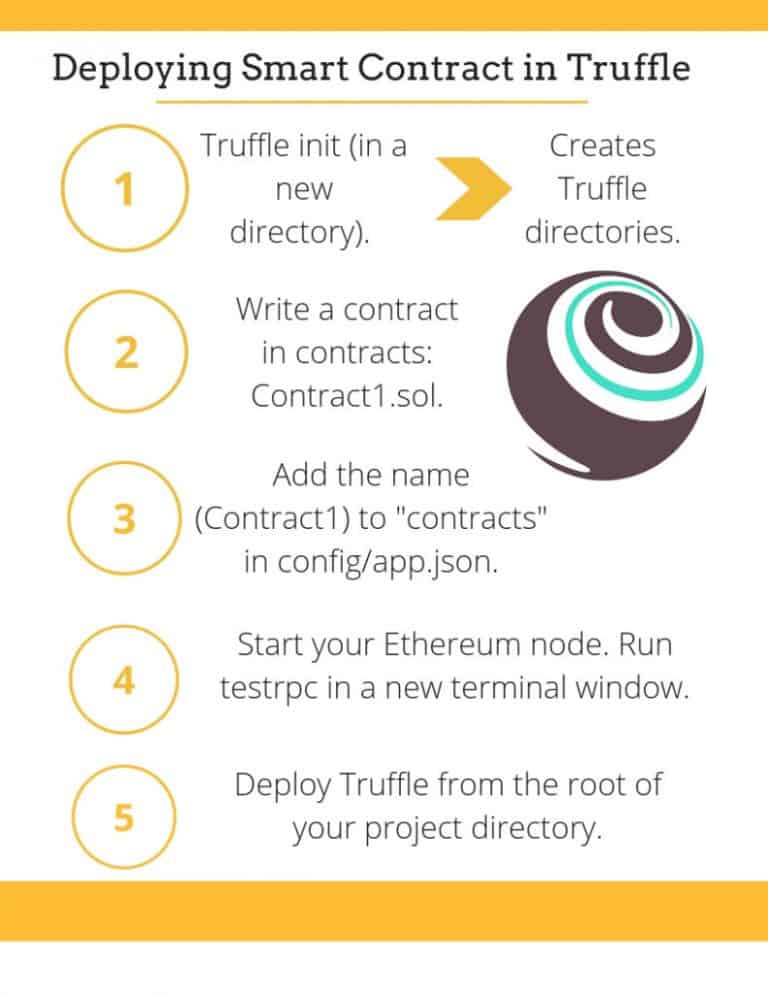 Deploying Smart Contract in Truffle
1
Truffle init (in a
new
directory).
Creates
Truffle
directories.
2
Write a contract
in contracts:
Contract1.sol.
3
Add the name
(Contract1) to "contracts"
in config/app.json.
4
Start your Ethereum node. Run
testrpc in a new terminal window.
5
Deploy Truffle from the root of
your project directory.